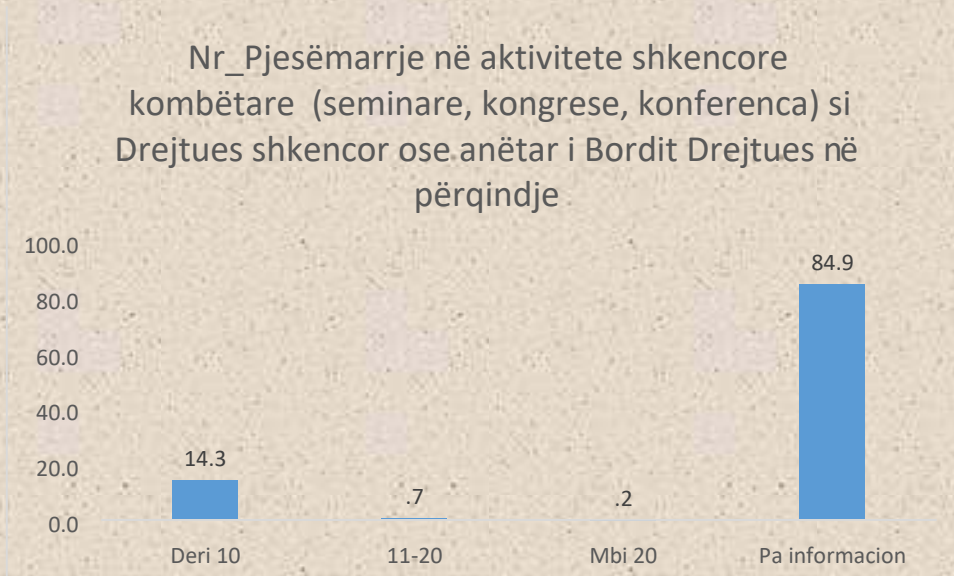 Nr_Pjesëmarrje në aktivitete shkencore
kombëtare (seminare, kongrese, konferenca) si
Drejtues shkencor ose anëtar i Bordit Drejtues në
përqindje
100.0
80.0
60.0
40.0
20.0
0.0
14.3
.7
.2
84.9
Deri 10
11-20
Mbi 20
Pa informacion